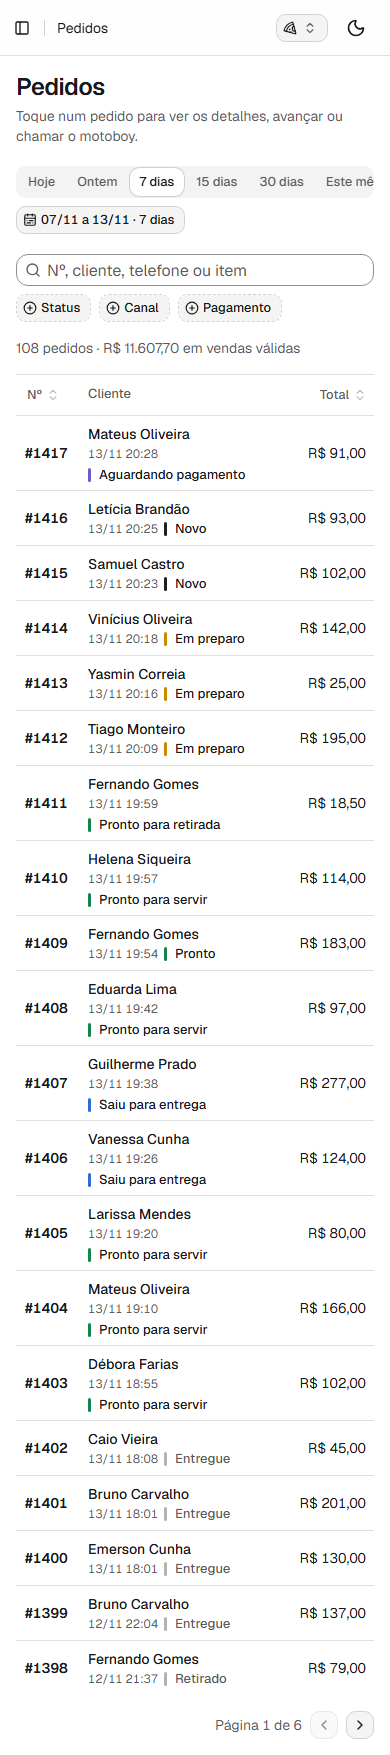 Pedidos
Pedidos
Toque num pedido para ver os detalhes, avançar ou
chamar o motoboy.
Hoje Ontem 7 dias 15 dias 30 dias Este mê
07/11 a 13/11 · 7 dias
Nº, cliente, telefone ou item
Status Canal Pagamento
108 pedidos · R$ 11.607,70 em vendas válidas
Nº Cliente Total
Mateus Oliveira
#1417 13/11 20:28 R$ 91,00
Aguardando pagamento
Letícia Brandão
#1416 13/11 20:25 Novo R$ 93,00
Samuel Castro
#1415 13/11 20:23 Novo R$ 102,00
Vinícius Oliveira
#1414 13/11 20:18 Em preparo R$ 142,00
Yasmin Correia
#1413 13/11 20:16 Em preparo R$ 25,00
Tiago Monteiro
#1412 13/11 20:09 Em preparo R$ 195,00
Fernando Gomes
#1411 13/11 19:59 R$ 18,50
Pronto para retirada
Helena Siqueira
#1410 13/11 19:57 R$ 114,00
Pronto para servir
Fernando Gomes
#1409 13/11 19:54 Pronto R$ 183,00
Eduarda Lima
#1408 13/11 19:42 R$ 97,00
Pronto para servir
Guilherme Prado
#1407 13/11 19:38 R$ 277,00
Saiu para entrega
Vanessa Cunha
#1406 13/11 19:26 R$ 124,00
Saiu para entrega
Larissa Mendes
#1405 13/11 19:20 R$ 80,00
Pronto para servir
Mateus Oliveira
#1404 13/11 19:10 R$ 166,00
Pronto para servir
Débora Farias
#1403 13/11 18:55 R$ 102,00
Pronto para servir
Caio Vieira
#1402 13/11 18:08 Entregue R$ 45,00
Bruno Carvalho
#1401 13/11 18:01 Entregue R$ 201,00
Emerson Cunha
#1400 13/11 18:01 Entregue R$ 130,00
Bruno Carvalho
#1399 12/11 22:04 Entregue R$ 137,00
Fernando Gomes
#1398 12/11 21:37 Retirado R$ 79,00
Página 1 de 6